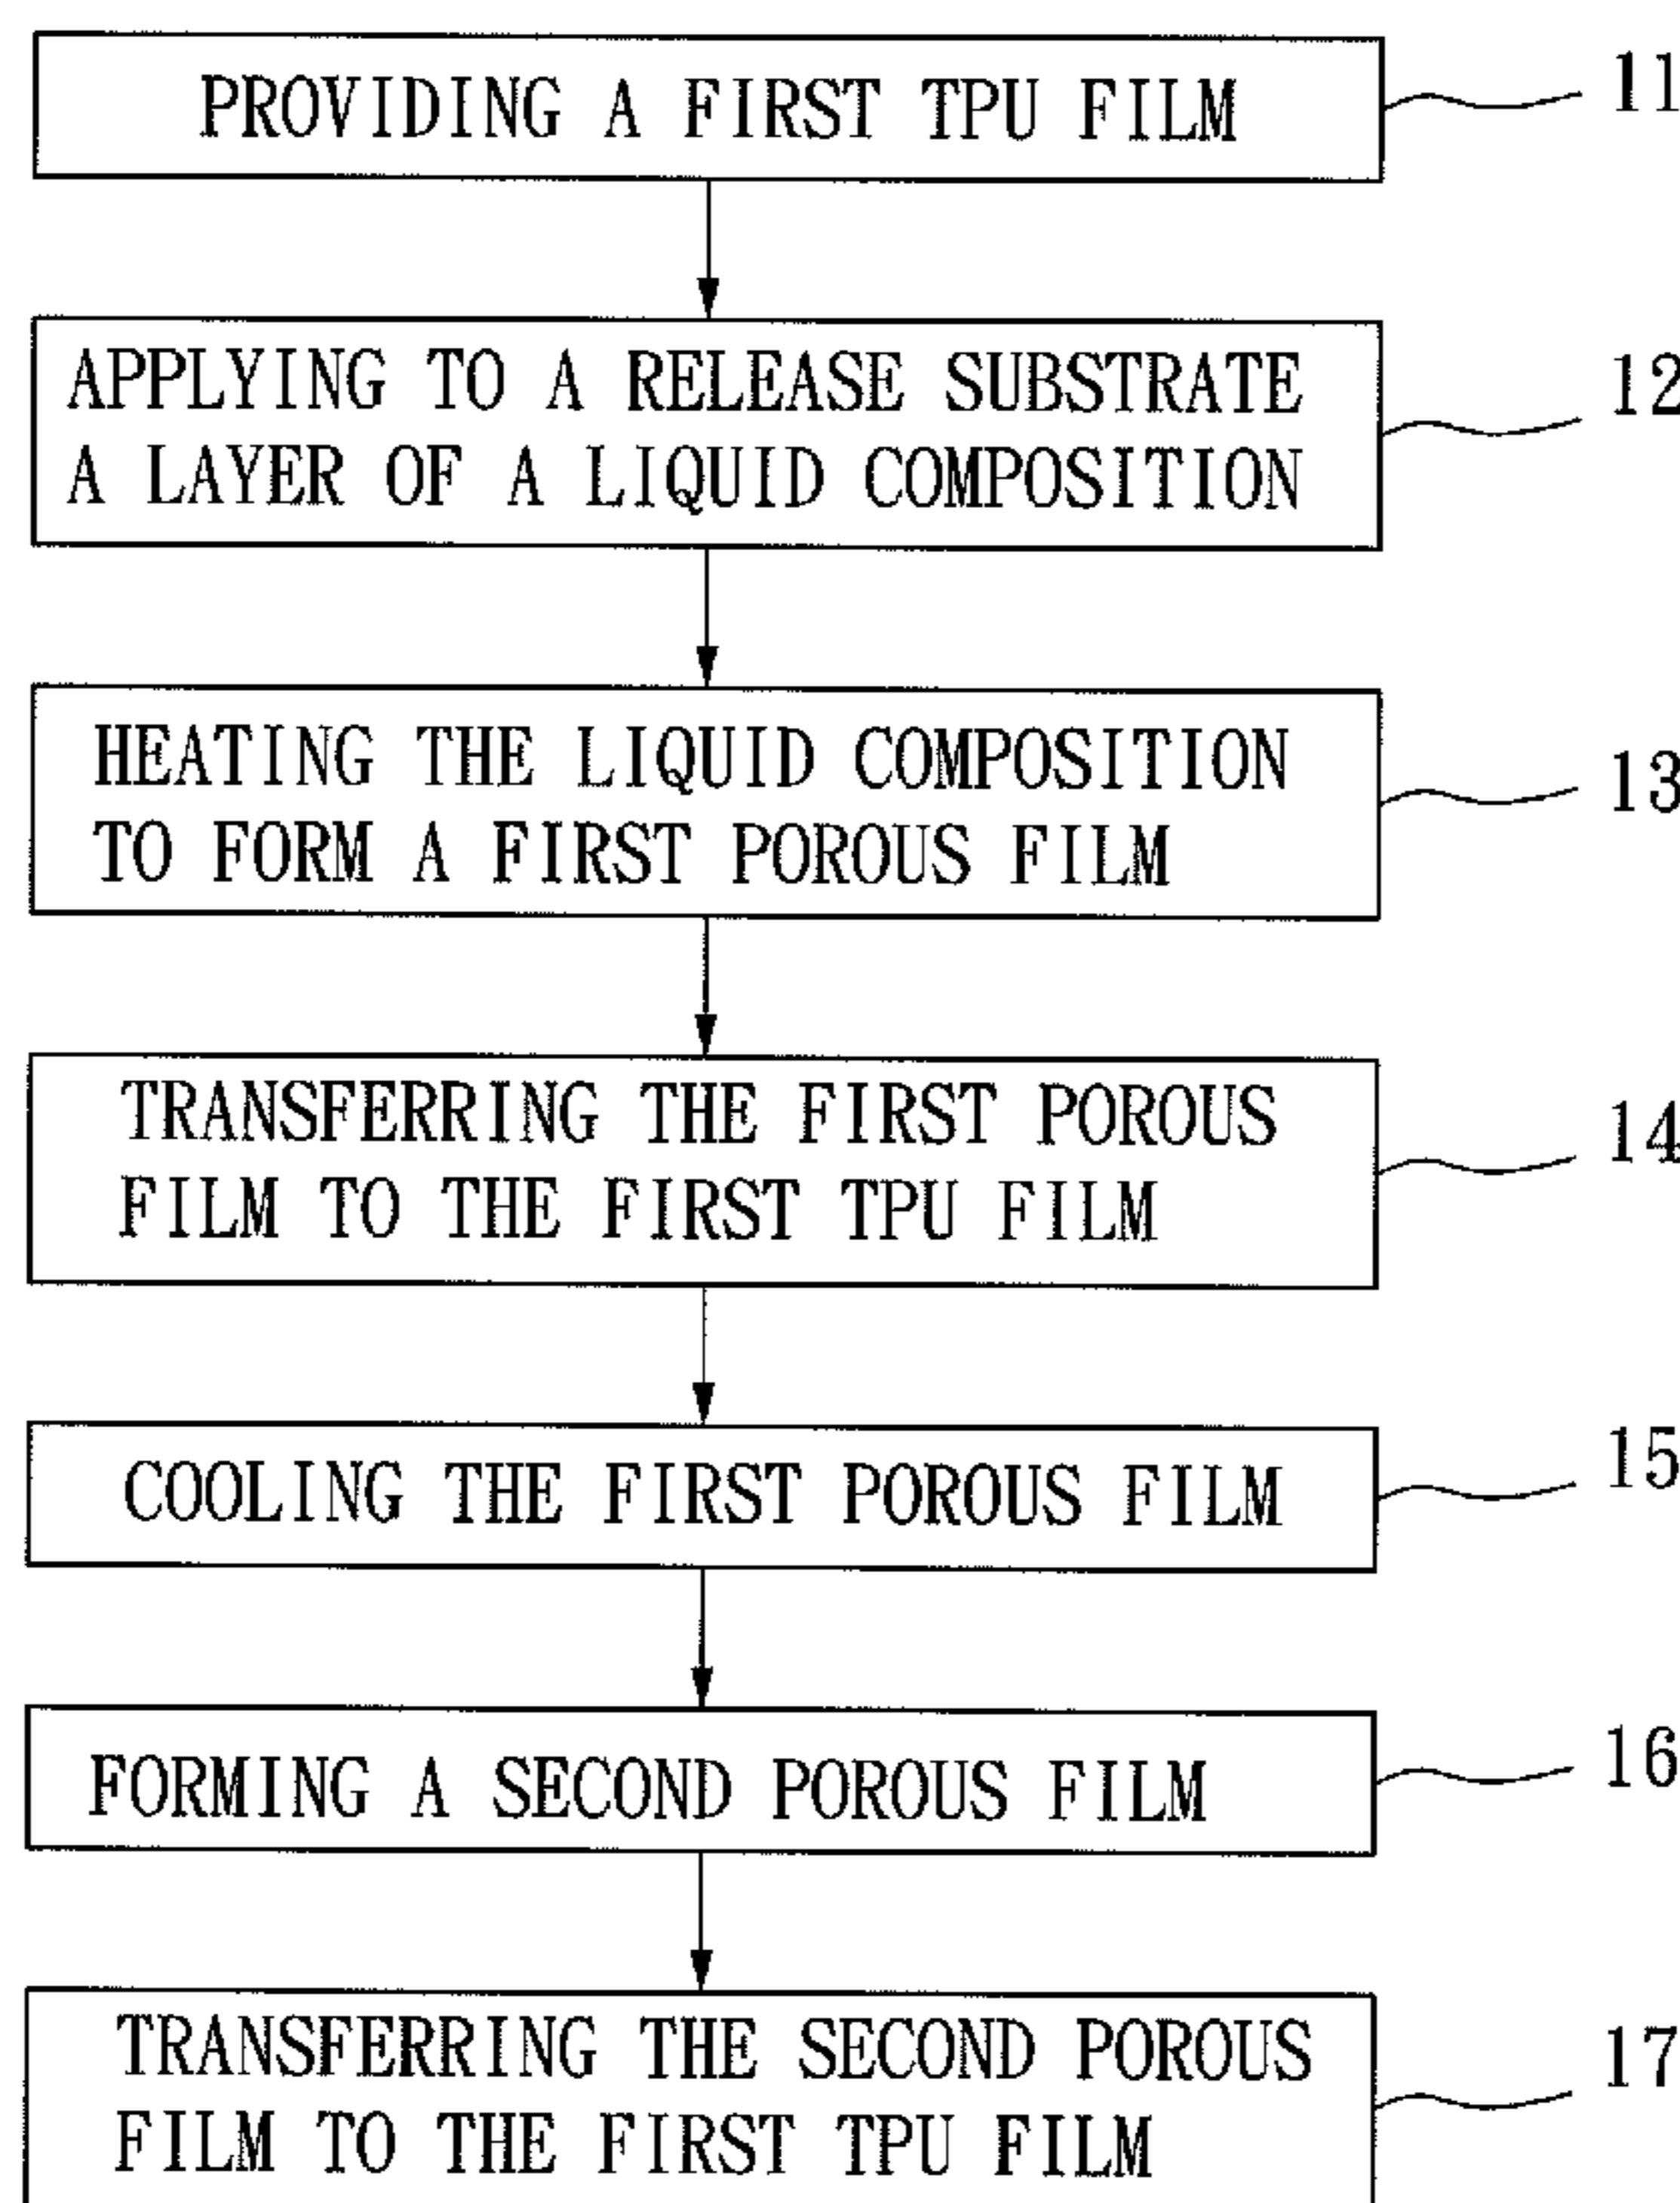 PROVIDING A FIRST TPU FILM
11
APPLYING TO A RELEASE SUBSTRATE
A LAYER OF A LIQUID COMPOSITION
12
HEATING THE LIQUID COMPOSITION
TO FORM A FIRST POROUS FILM
13
TRANSFERRING THE FIRST POROUS
FILM TO THE FIRST TPU FILM
14
COOLING THE FIRST POROUS FILM
15
FORMING A SECOND POROUS FILM
16
TRANSFERRING THE SECOND POROUS
FILM TO THE FIRST TPU FILM
17